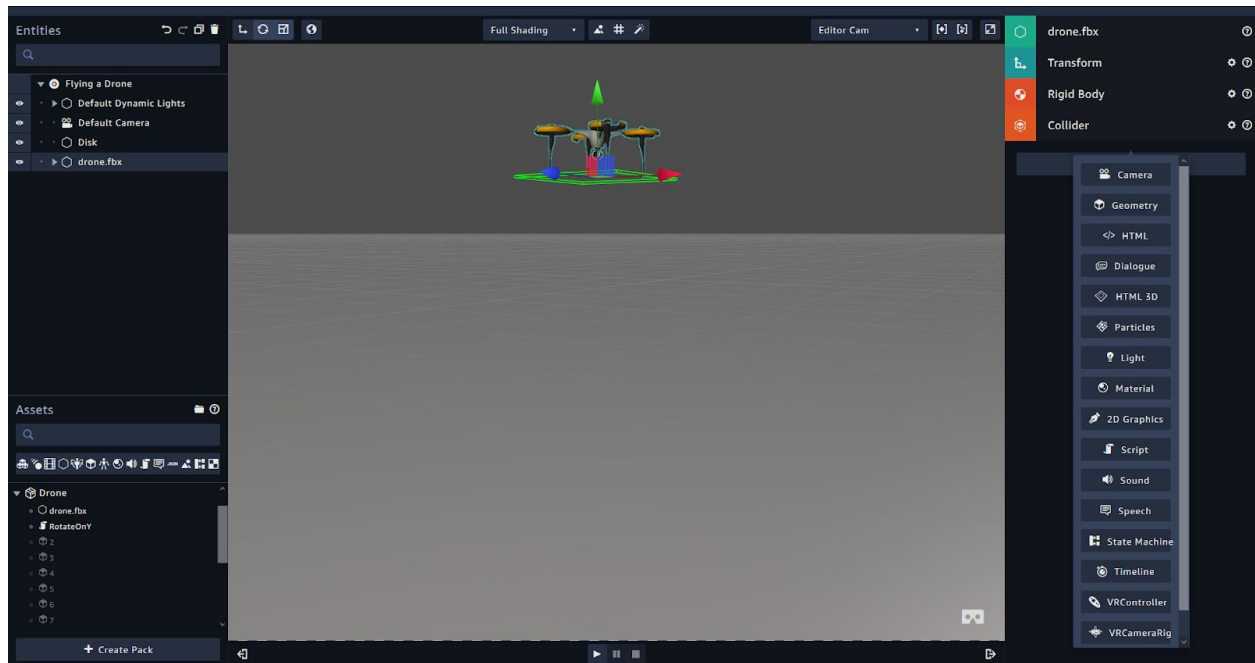 Entities
Flying a Drone
Default Dynamic Lights
Default Camera
Disk
drone.fbx
Assets
Drone
drone.fbx
RotateOnY
2
3
4
5
6
7
+ Create Pack
Full Shading
Editor Cam
drone.fbx
Transform
Rigid Body
Collider
Camera
Geometry
</> HTML
Dialogue
HTML 3D
Particles
Light
Material
2D Graphics
Script
Sound
Speech
State Machine
Timeline
VRController
VRCameraRig